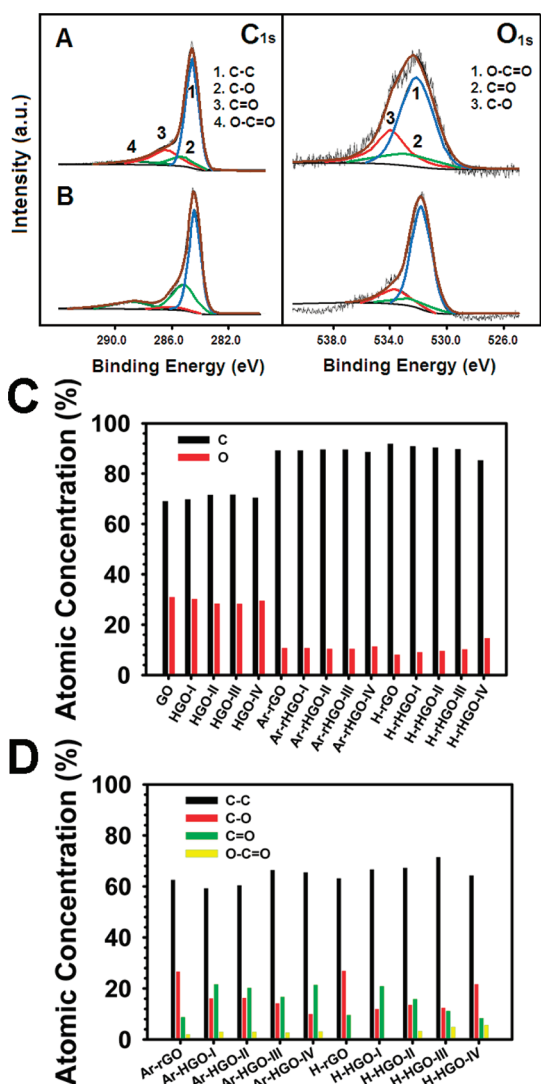 A
C1s
1. C-C
2. C-O
3. C=O
4. O-C=O
1
4
3
2
O1s
1. O-C=O
2. C=O
3. C-O
1
3
2
B
Intensity (a.u.)
290.0 286.0 282.0
Binding Energy (eV)
538.0 534.0 530.0 526.0
Binding Energy (eV)
C
Atomic Concentration (%)
100
80
60
40
20
0
C
O
GO HGO-I HGO-II HGO-III HGO-IV Ar-rGO Ar-rHGO-I Ar-rHGO-II Ar-rHGO-III Ar-rHGO-IV H-rGO H-rHGO-I H-rHGO-II H-rHGO-III H-rHGO-IV
D
Atomic Concentration (%)
100
80
60
40
20
0
C-C
C-O
C=O
O-C=O
Ar-rGO Ar-HGO-I Ar-HGO-II Ar-HGO-III Ar-HGO-IV H-rGO H-HGO-I H-HGO-II H-HGO-III H-HGO-IV